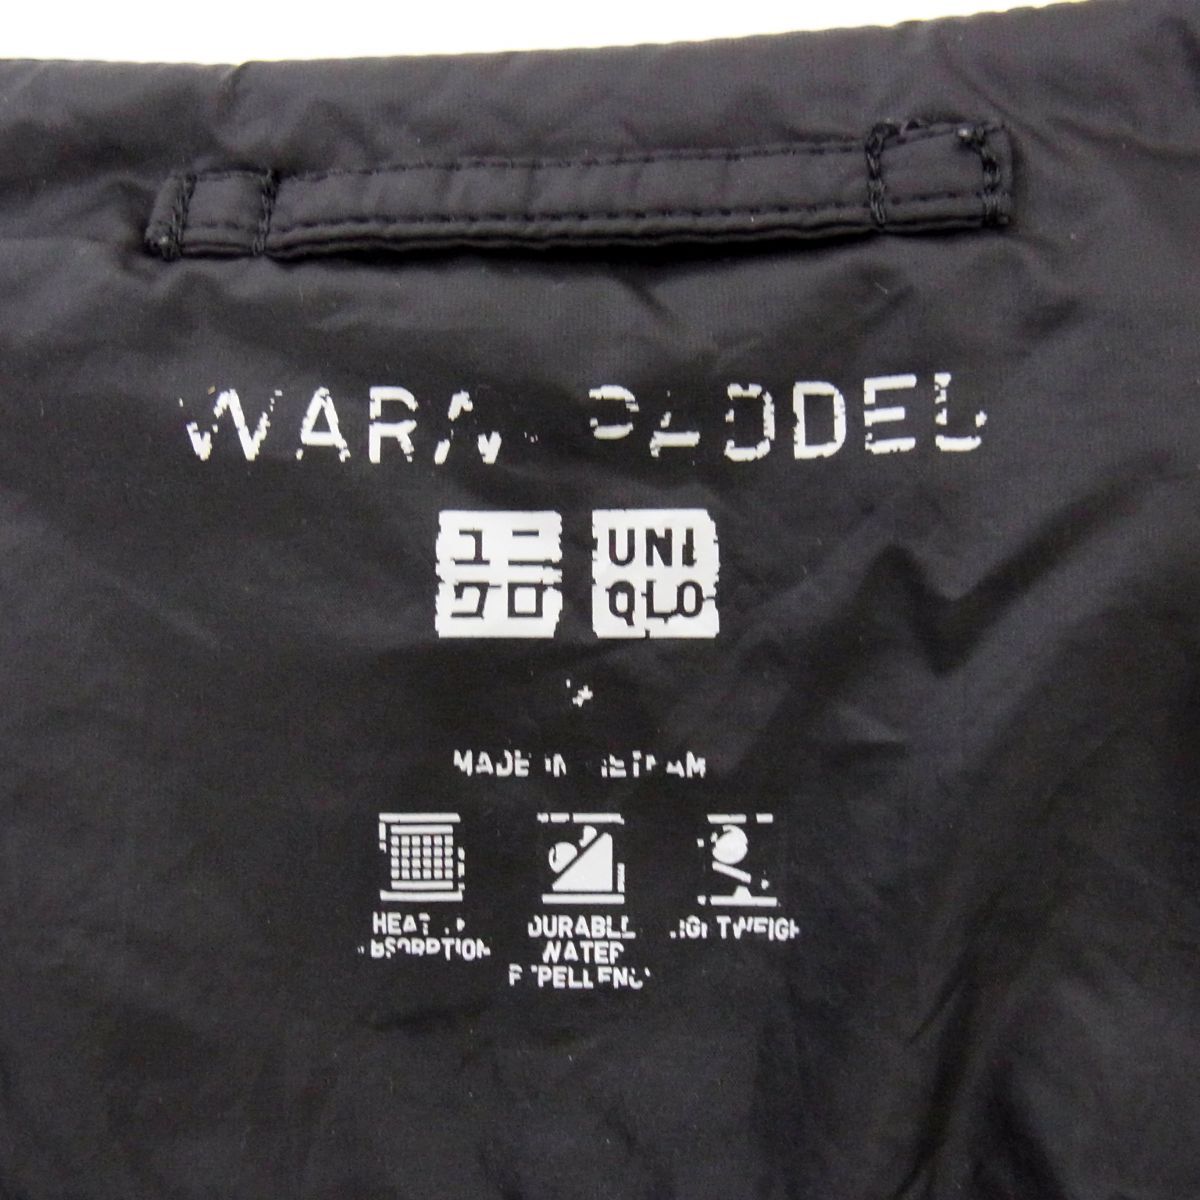 WARM PADDED
ユニ
クロ
UNI
QLO
MADE IN VIETNAM
HEAT
ABSORPTION
DURABLE
WATER
REPELLENT
LIGHTWEIGHT